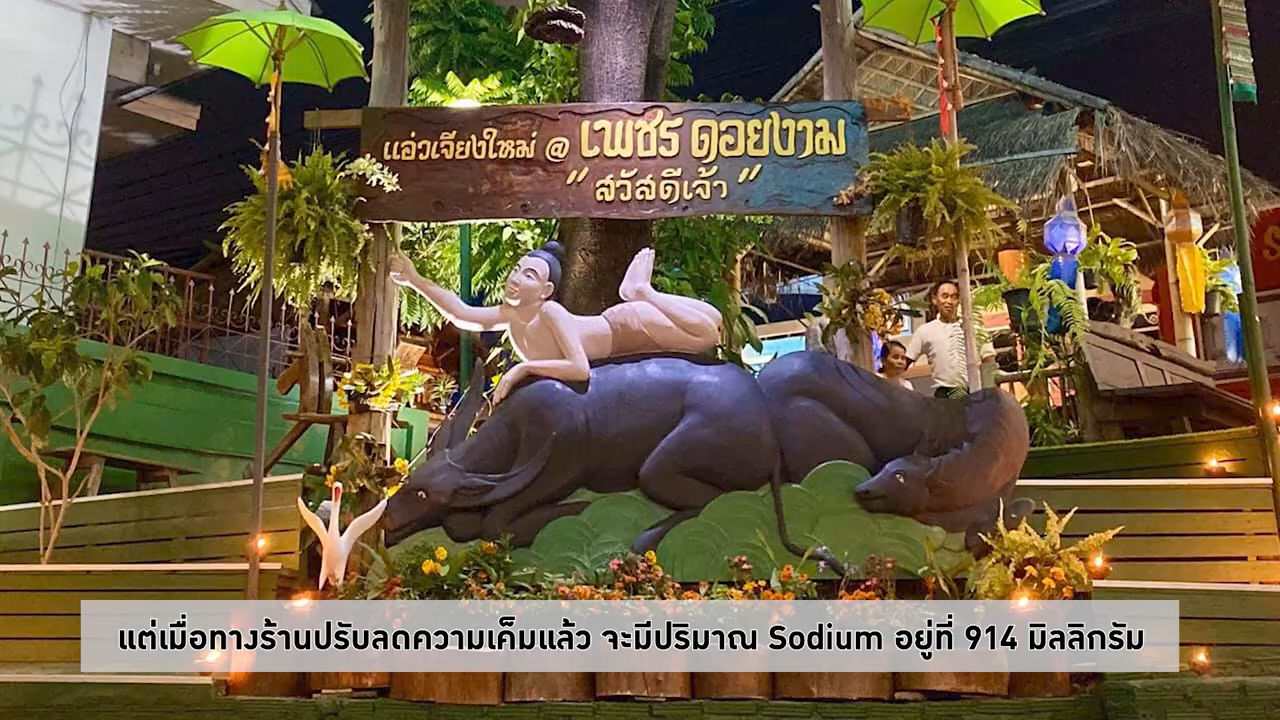 แอ่วเจียงใหม่ @ เพชร ดอยงาม
"สวัสดีเจ้า"
แต่เมื่อทางร้านปรับลดความเค็มแล้ว จะมีปริมาณ Sodium อยู่ที่ 914 มิลลิกรัม